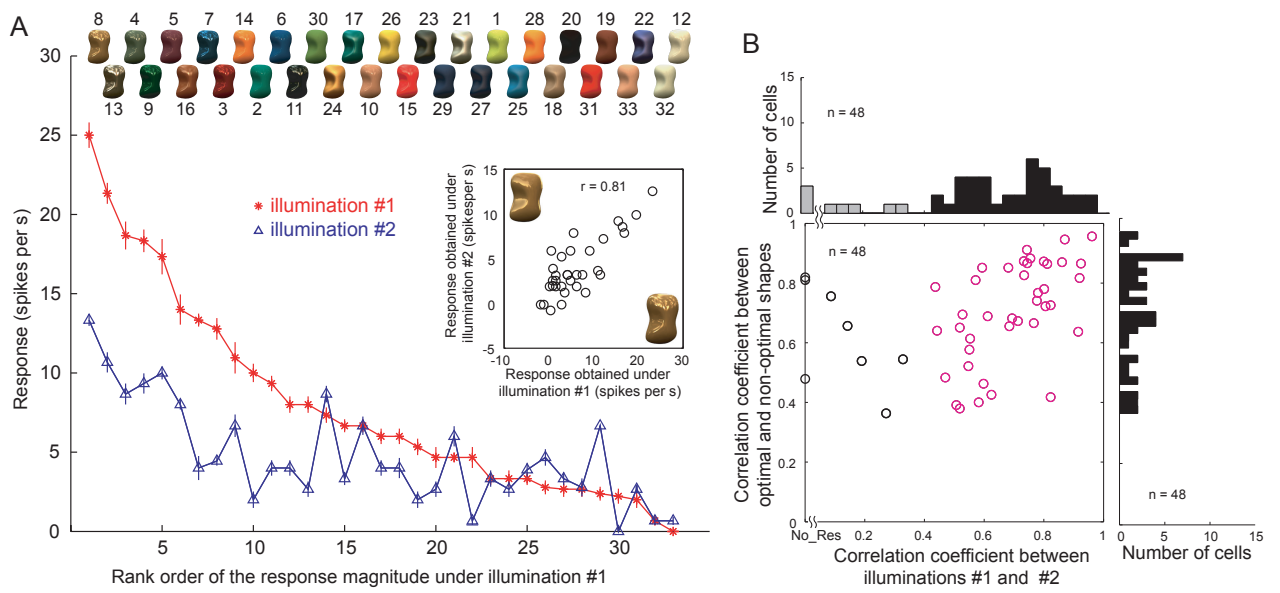 A
8 4 5 7 14 6 30 17 26 23 21 1 28 20 19 22 12
13 9 16 3 2 11 24 10 15 29 27 25 18 31 33 32
30
25
20
15
10
5
0
Response (spikes per s)
5 10 15 20 25 30
Rank order of the response magnitude under illumination #1
illumination #1
illumination #2
r = 0.81
15
10
5
0
-5
-10 0 10 20 30
Response obtained under
illumination #2 (spikesper s)
Response obtained under
illumination #1 (spikes per s)
B
15
10
5
0
Number of cells
n = 48
n = 48
1
0.8
0.6
0.4
0.2
0
Correlation coefficient between
optimal and non-optimal shapes
No_Res 0.2 0.4 0.6 0.8 1
Correlation coefficient between
illuminations #1 and #2
n = 48
0 5 10 15
Number of cells